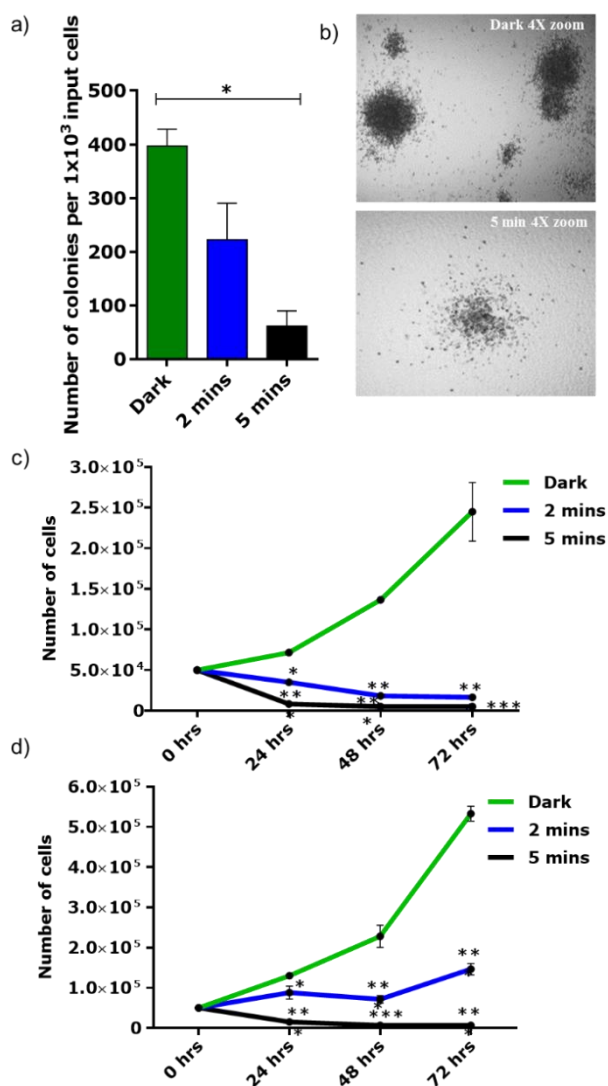 a)
Number of colonies per 1x10³ input cells
500
400
300
200
100
0
*
Dark
2 mins
5 mins
b)
Dark 4X zoom
5 min 4X zoom
c)
Number of cells
3.0×10⁵
2.5×10⁵
2.0×10⁵
1.5×10⁵
1.0×10⁵
5.0×10⁴
0
Dark
2 mins
5 mins
*
**
**
**
*
**
*
***
0 hrs
24 hrs
48 hrs
72 hrs
d)
Number of cells
6.0×10⁵
5.0×10⁵
4.0×10⁵
3.0×10⁵
2.0×10⁵
1.0×10⁵
0
Dark
2 mins
5 mins
*
**
*
**
**
*
***
**
*
0 hrs
24 hrs
48 hrs
72 hrs